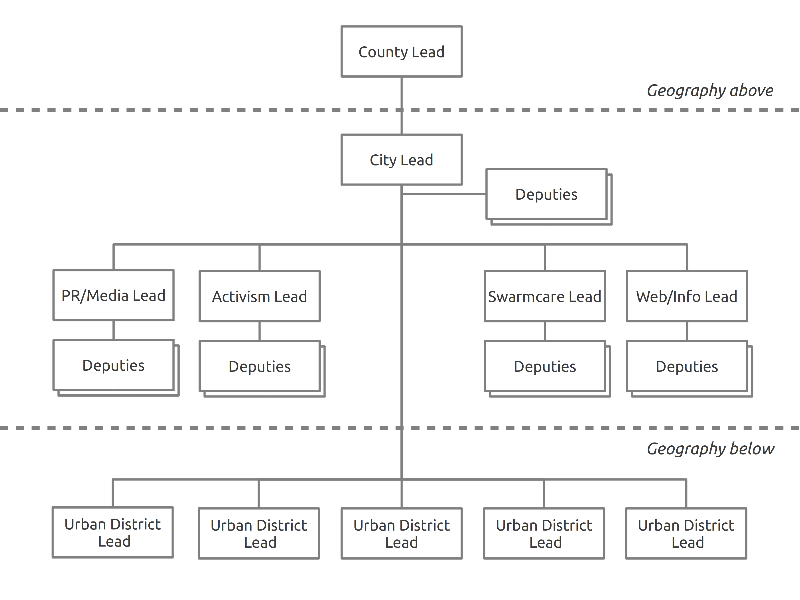 County Lead
Geography above
City Lead
Deputies
PR/Media Lead
Activism Lead
Swarmcare Lead
Web/Info Lead
Deputies
Deputies
Deputies
Deputies
Geography below
Urban District
Lead
Urban District
Lead
Urban District
Lead
Urban District
Lead
Urban District
Lead